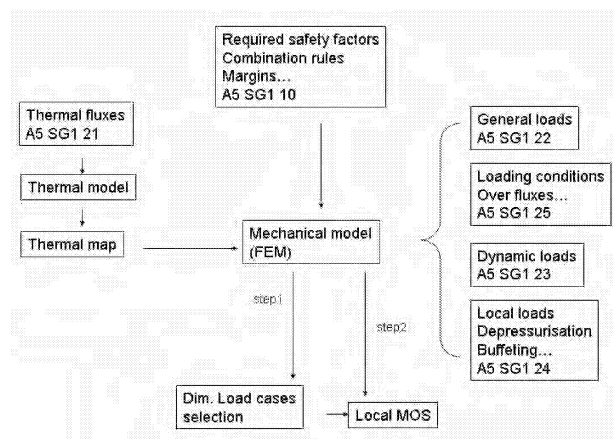 Required safety factors
Combination rules
Margins...
A5 SG1 10
Thermal fluxes
A5 SG1 21
Thermal model
Thermal map
Mechanical model
(FEM)
General loads
A5 SG1 22
Loading conditions
Over fluxes...
A5 SG1 25
Dynamic loads
A5 SG1 23
Local loads
Depressurisation
Buffeting...
A5 SG1 24
step1
step2
Dim. Load cases
selection
Local MOS